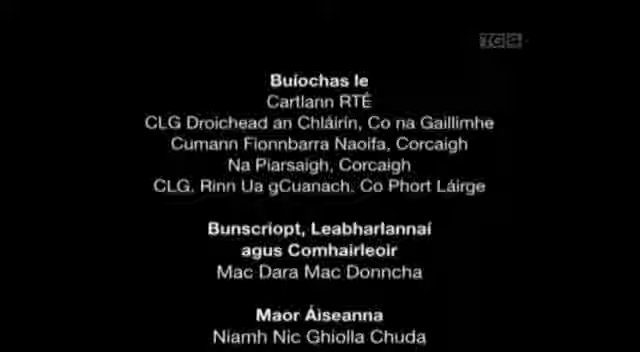 TG4
Buíochas le
Cartlann RTÉ
CLG Droichead an Chláirín, Co na Gaillimhe
Cumann Fionnbarra Naoifa, Corcaigh
Na Piarsaigh, Corcaigh
CLG. Rinn Ua gCuanach. Co Phort Láirge
Bunscriopt, Leabharlannaí
agus Comhairleoir
Mac Dara Mac Donncha
Maor Áiseanna
Niamh Nic Ghiolla Chuda